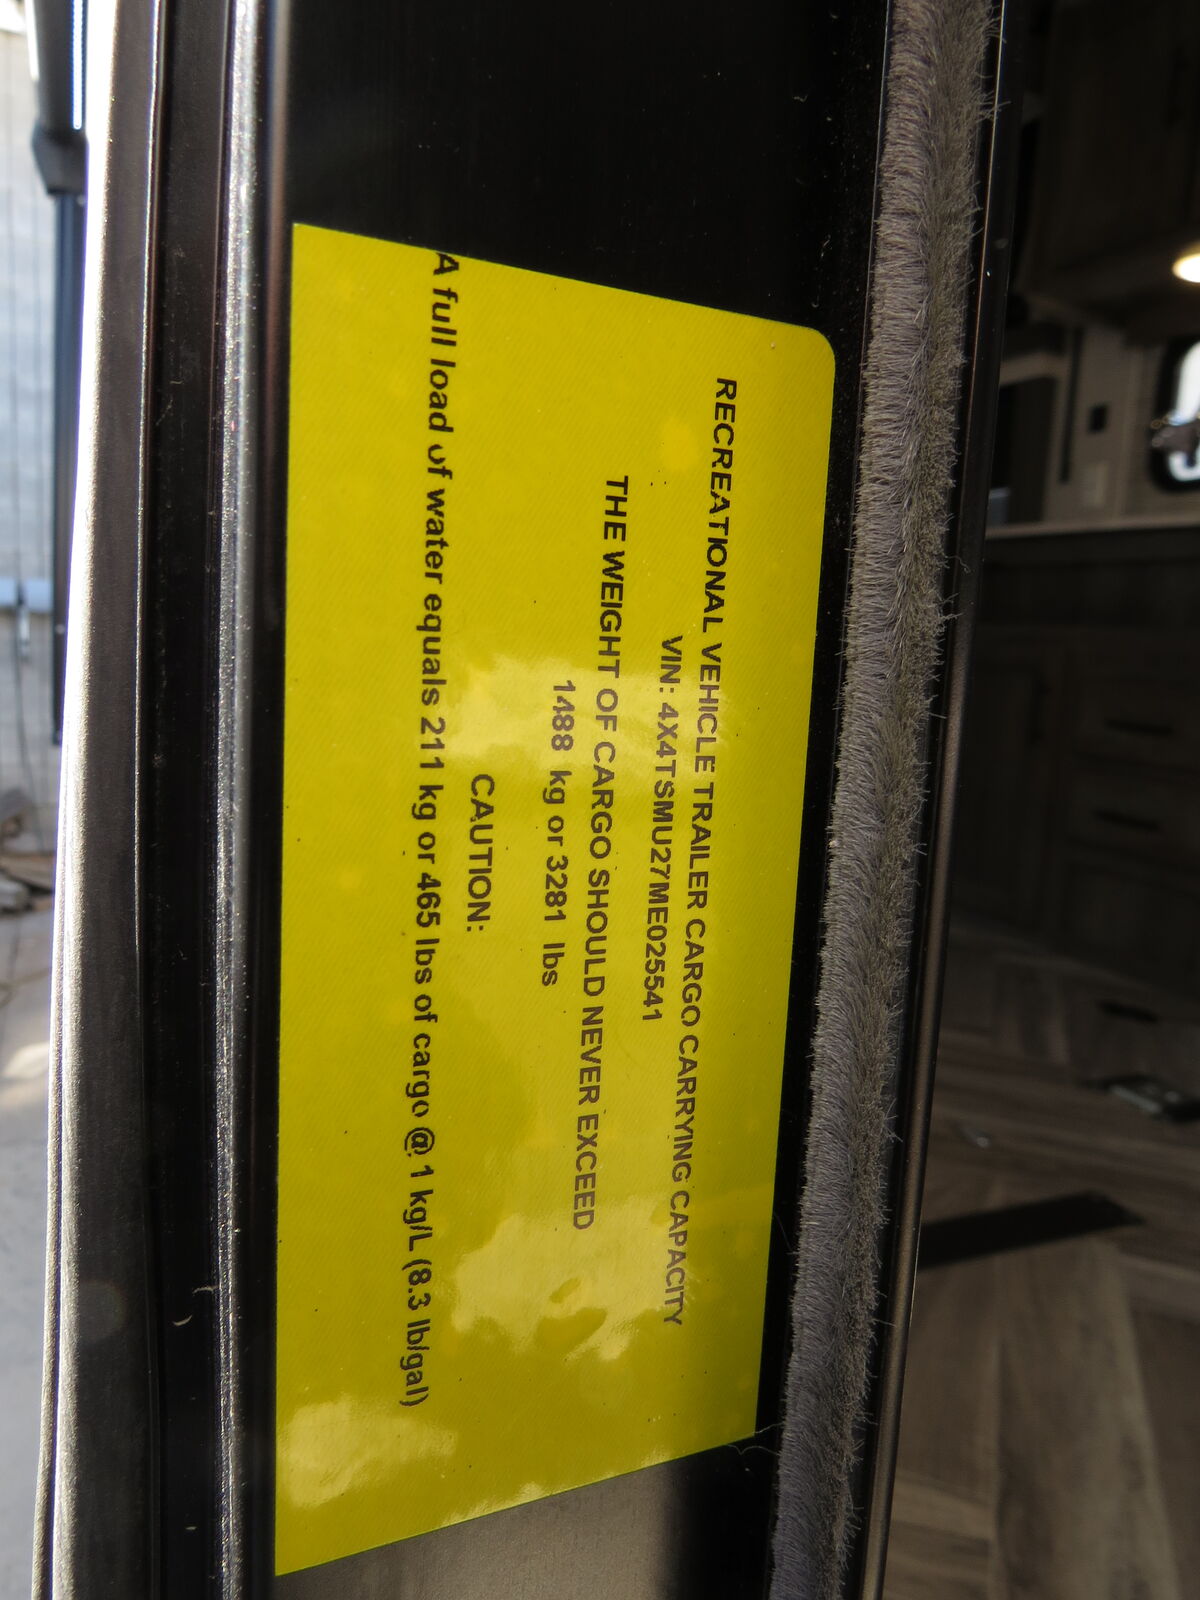 RECREATIONAL VEHICLE TRAILER CARGO CARRYING CAPACITY
VIN: 4X4TSMU27ME025541
THE WEIGHT OF CARGO SHOULD NEVER EXCEED
1488 kg or 3281 lbs
CAUTION:
A full load of water equals 211 kg or 465 lbs of cargo @ 1 kg/L (8.3 lb/gal)